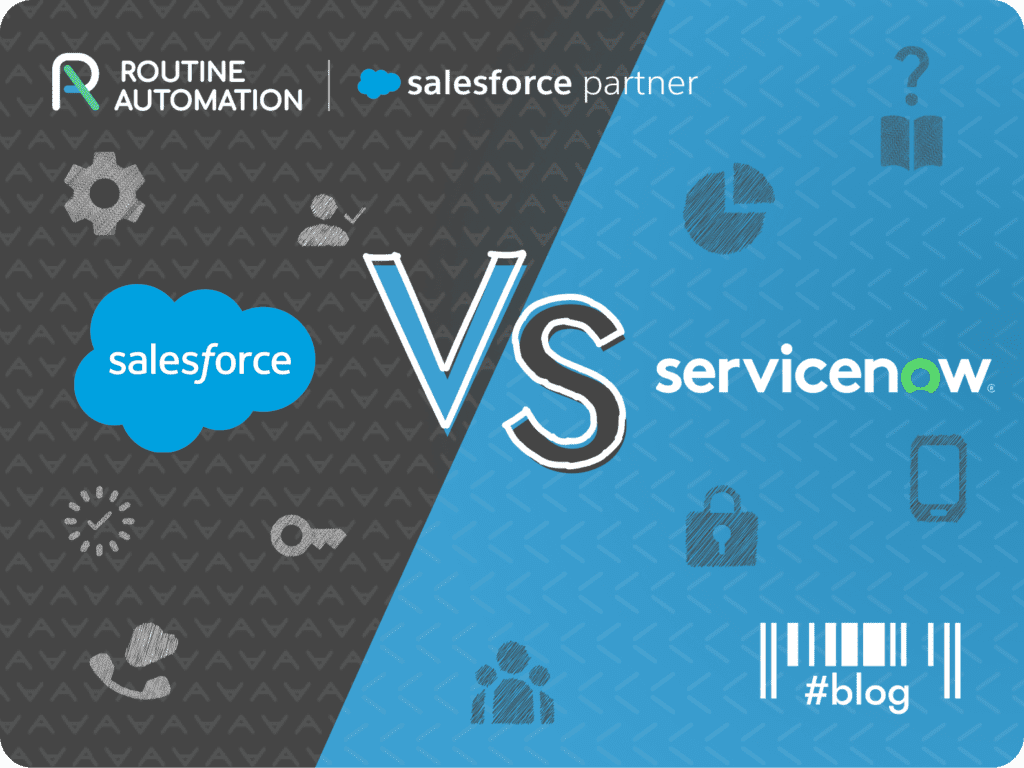 ROUTINE
AUTOMATION
salesforce partner
salesforce
VS
servicenow®
#blog